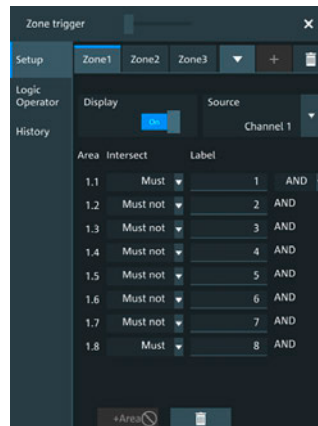 Zone trigger
Setup Zone1 Zone2 Zone3 +
Logic
Operator
History
Display Source
On Channel 1
Area Intersect Label
1.1 Must 1 AND
1.2 Must not 2 AND
1.3 Must not 3 AND
1.4 Must not 4 AND
1.5 Must not 5 AND
1.6 Must not 6 AND
1.7 Must not 7 AND
1.8 Must 8 AND
+Area